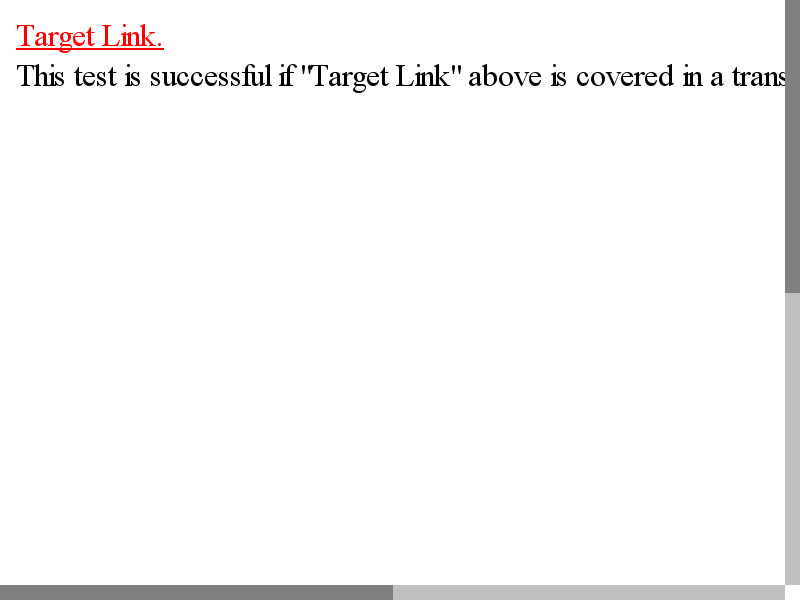 Target Link.
This test is successful if "Target Link" above is covered in a trans